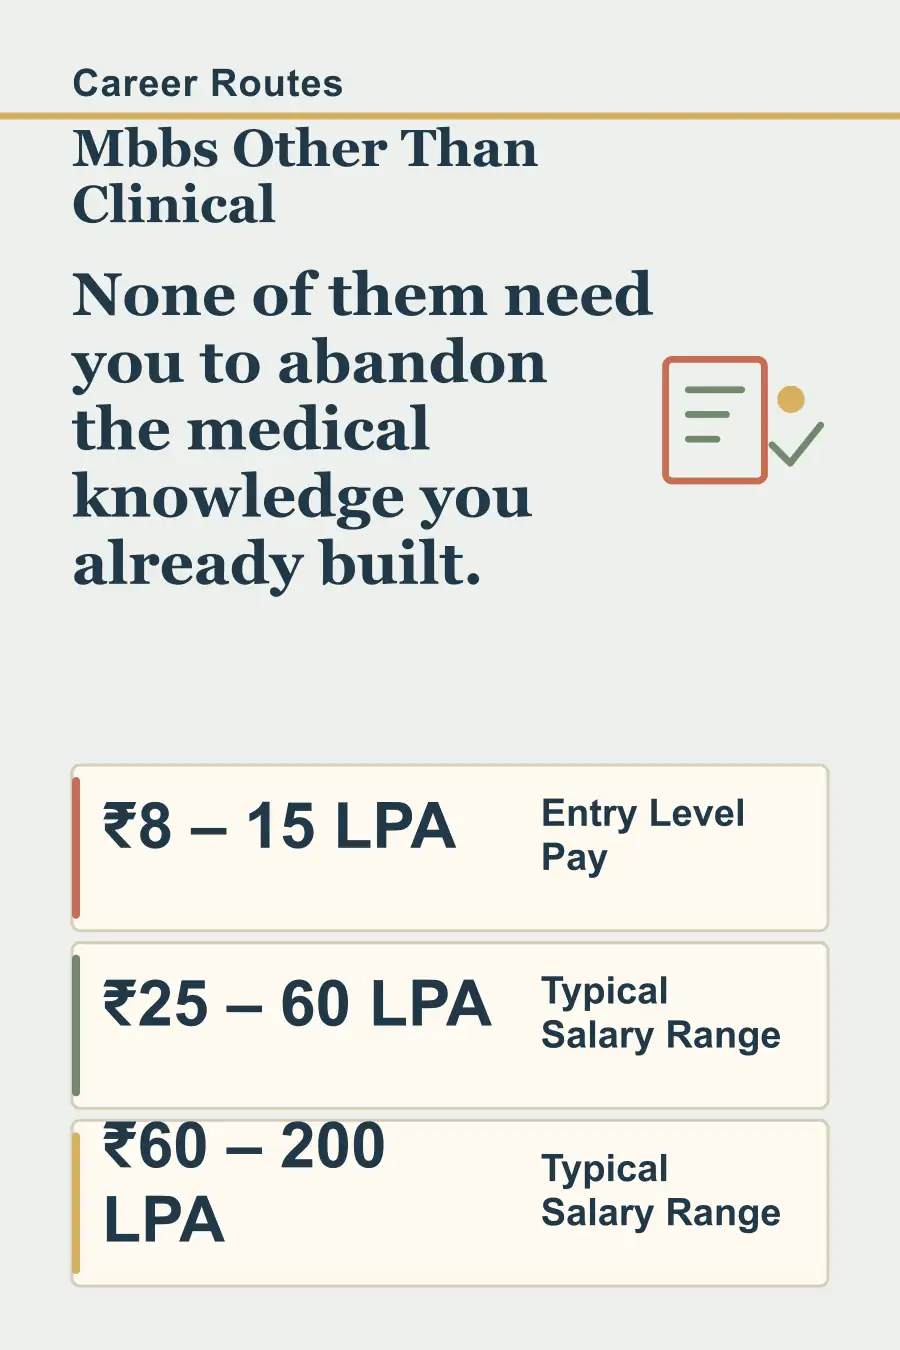 Career Routes
Mbbs Other Than
Clinical
None of them need
you to abandon
the medical
knowledge you
already built.
₹8 – 15 LPA
Entry Level
Pay
₹25 – 60 LPA
Typical
Salary Range
₹60 – 200
LPA
Typical
Salary Range